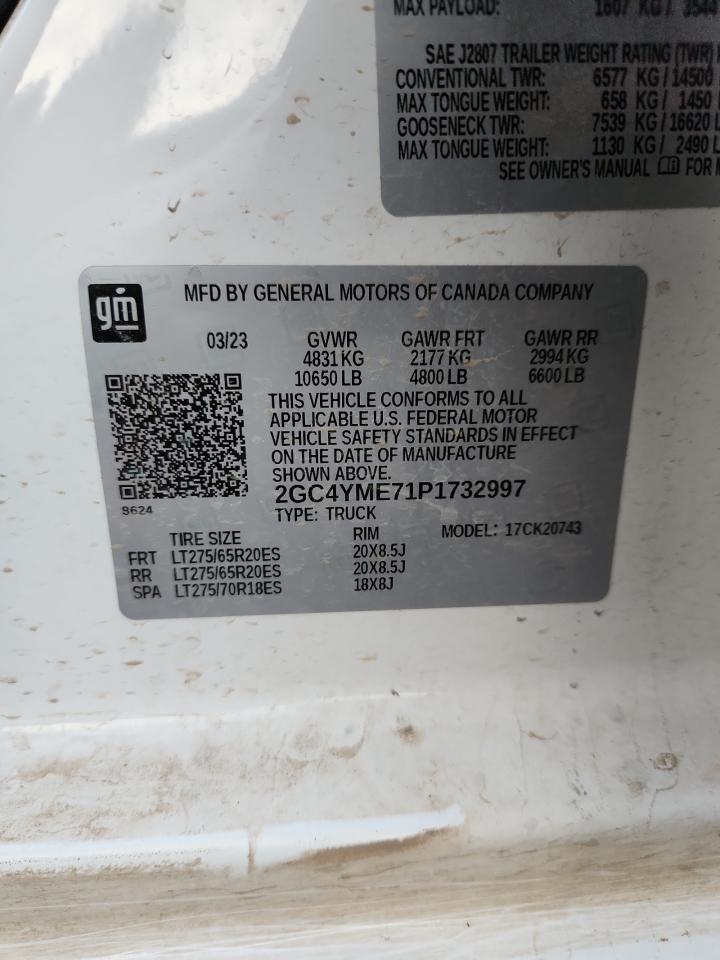 MAX PAYLOAD: 1607 KG / 3544
SAE J2807 TRAILER WEIGHT RATING (TWR)
CONVENTIONAL TWR: 6577 KG / 14500
MAX TONGUE WEIGHT: 658 KG / 1450 L
GOOSENECK TWR: 7539 KG / 16620 L
MAX TONGUE WEIGHT: 1130 KG / 2490 L
SEE OWNER'S MANUAL FOR
gm
MFD BY GENERAL MOTORS OF CANADA COMPANY
03/23 GVWR GAWR FRT GAWR RR
4831 KG 2177 KG 2994 KG
10650 LB 4800 LB 6600 LB
THIS VEHICLE CONFORMS TO ALL
APPLICABLE U.S. FEDERAL MOTOR
VEHICLE SAFETY STANDARDS IN EFFECT
ON THE DATE OF MANUFACTURE
SHOWN ABOVE.
2GC4YME71P1732997
8624
TYPE: TRUCK MODEL: 17CK20743
TIRE SIZE RIM
FRT LT275/65R20ES 20X8.5J
RR LT275/65R20ES 20X8.5J
SPA LT275/70R18ES 18X8J